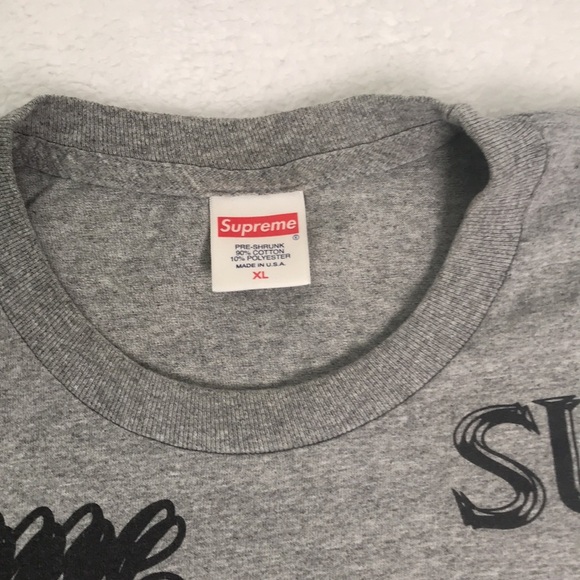 Supreme
®
PRE-SHRUNK
90% COTTON
10% POLYESTER
MADE IN U.S.A.
XL
SU